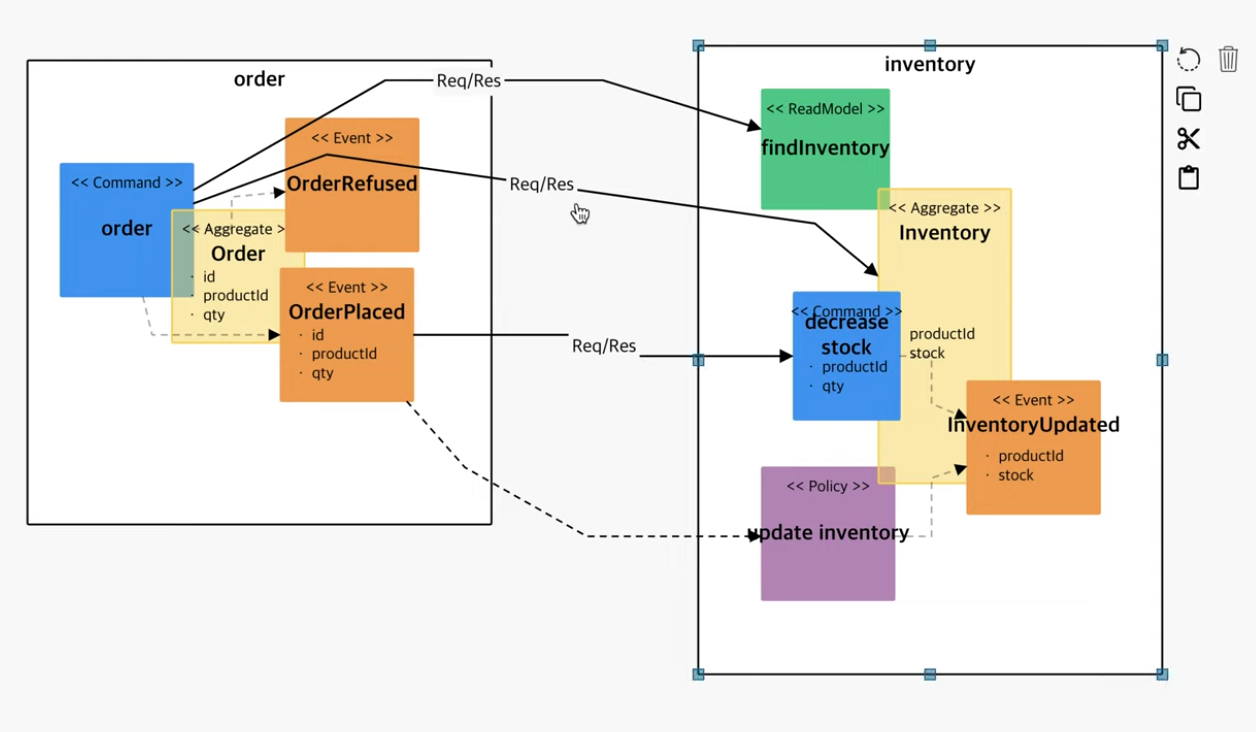 order
Req/Res
<< Event >>
OrderRefused
<< Command >>
order
<< Aggregate >
Order
· id
· productId
· qty
<< Event >>
OrderPlaced
· id
· productId
· qty
Req/Res
Req/Res
inventory
<< ReadModel >>
findInventory
<< Aggregate >>
Inventory
<< Command >>
decrease
stock
· productId
· qty
productId
stock
<< Event >>
InventoryUpdated
· productId
· stock
<< Policy >>
update inventory